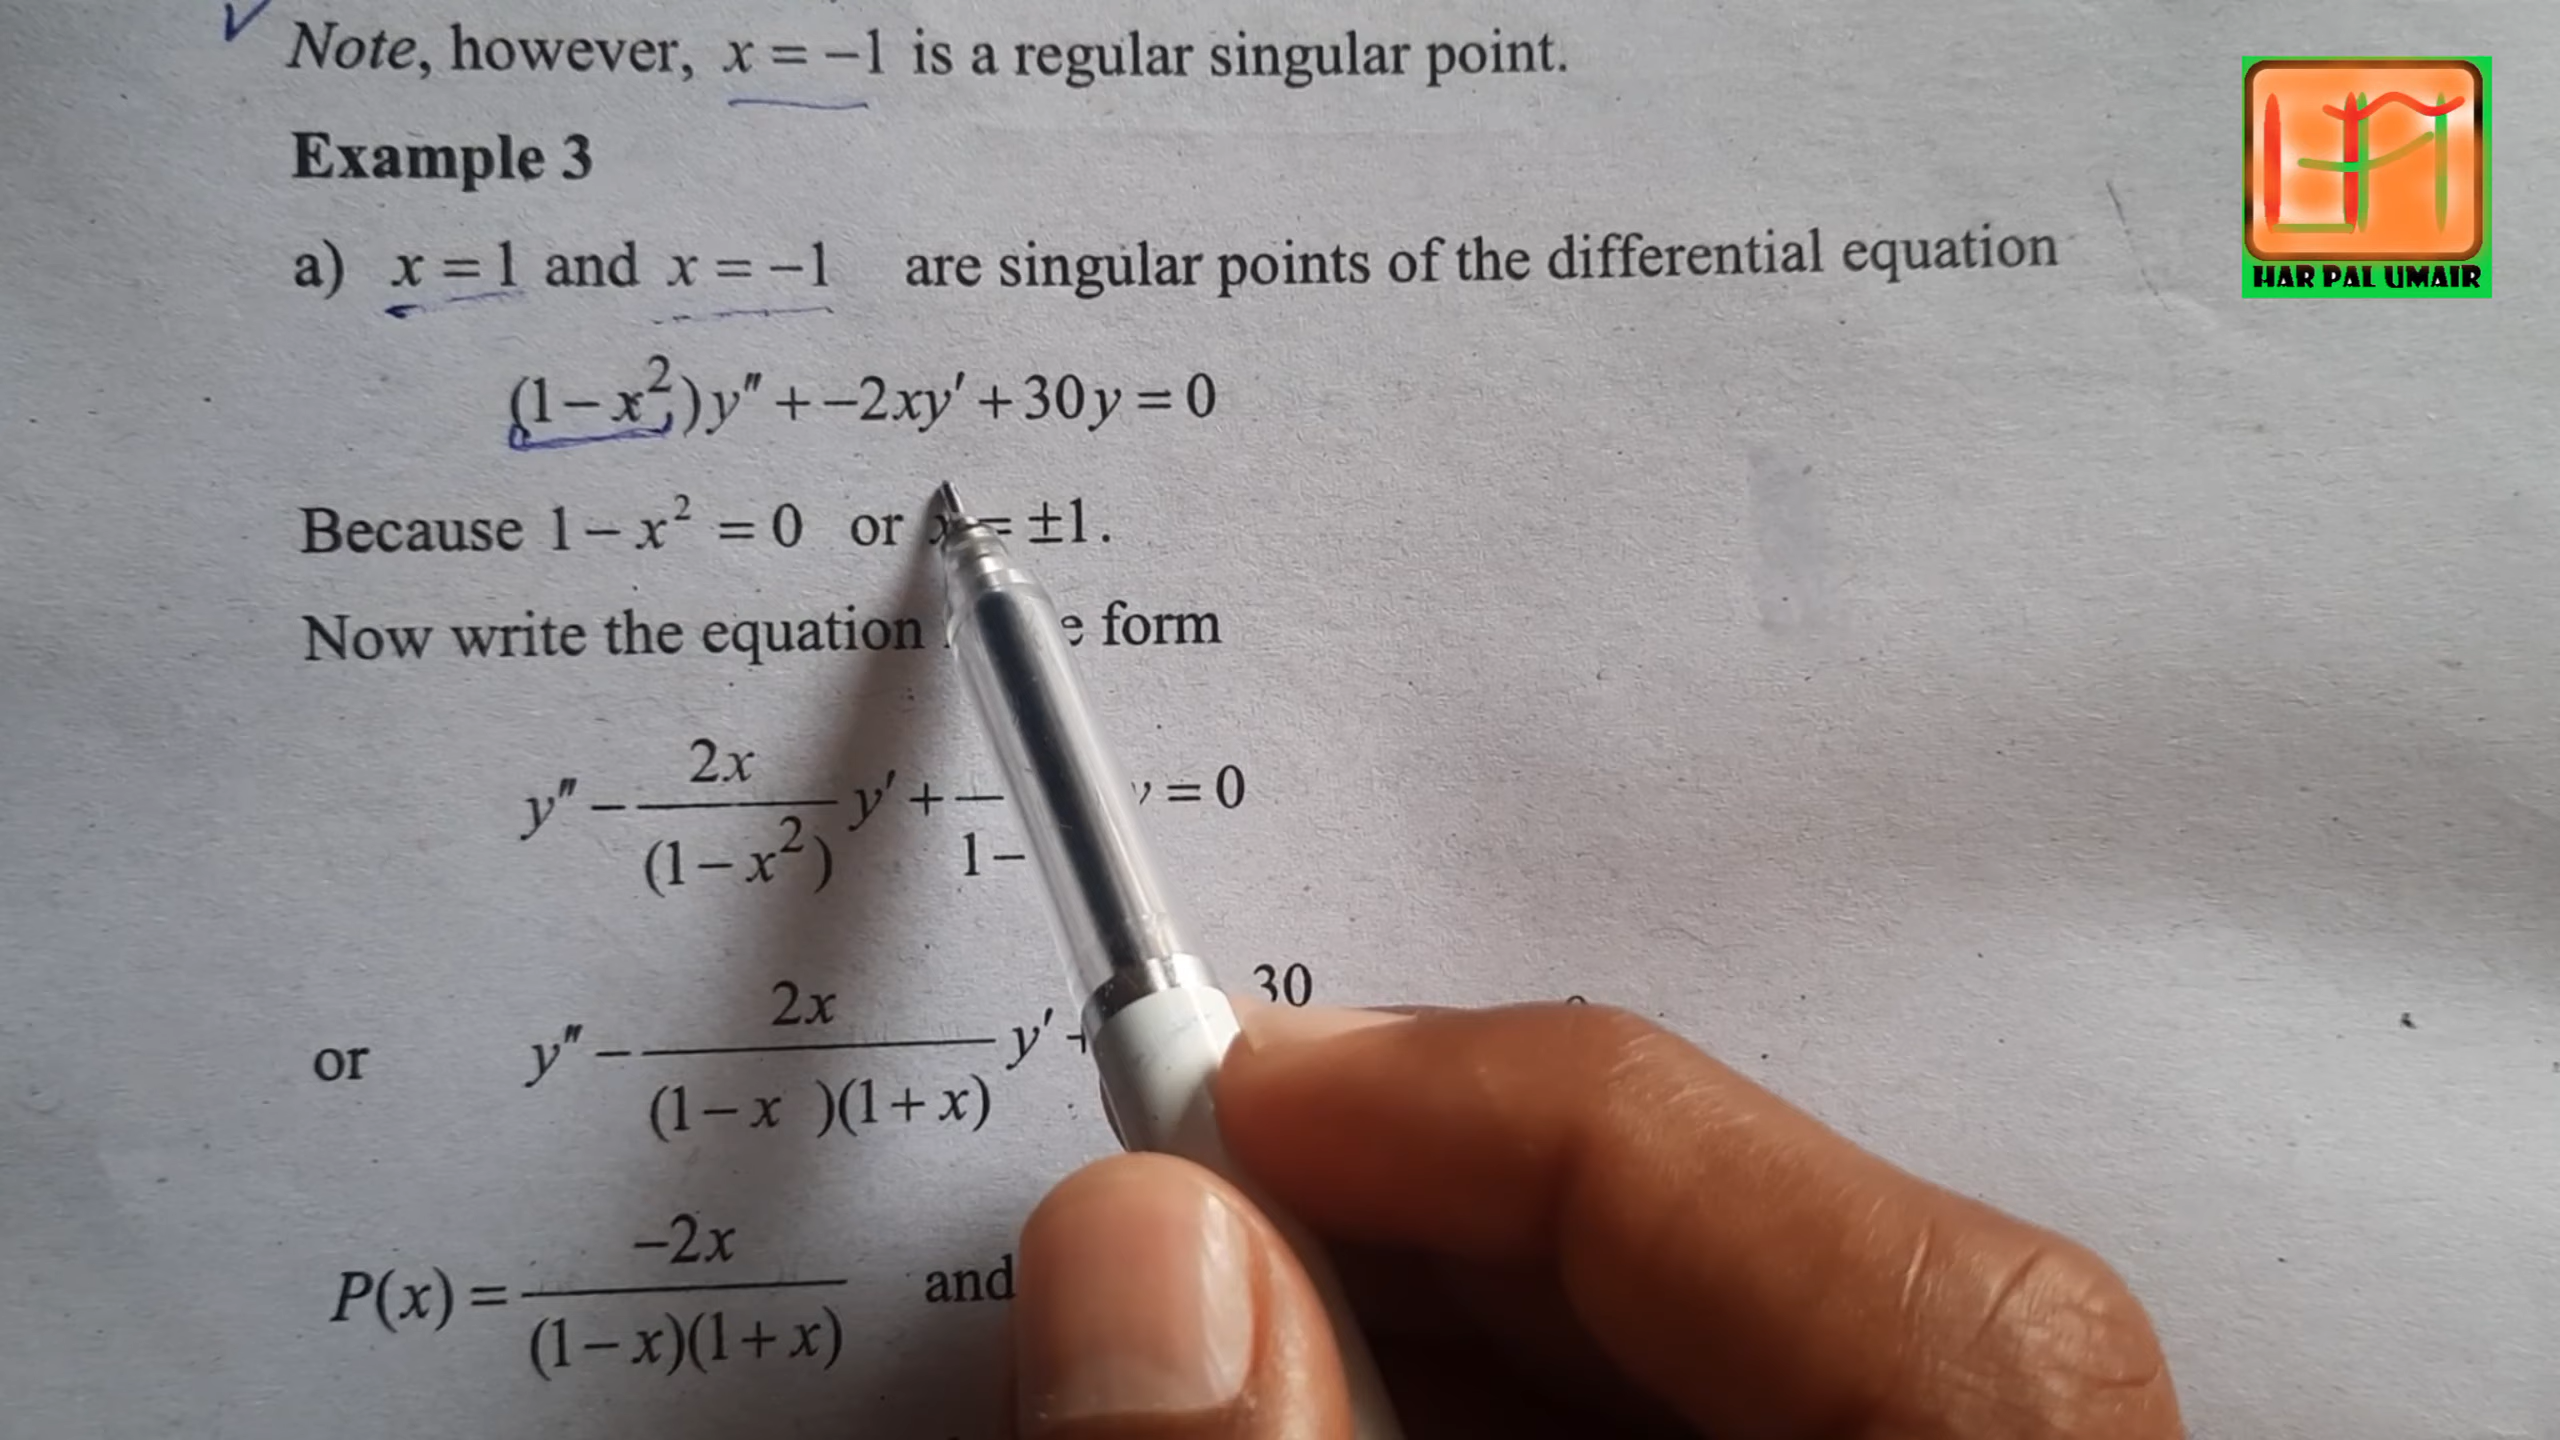 Note, however, x = −1 is a regular singular point.
Example 3
a) x = 1 and x = −1 are singular points of the differential equation
(1 − x²)y″ + −2xy′ + 30y = 0
Because 1 − x² = 0 or x = ±1.
Now write the equation form
y″ − 2x/(1 − x²) y′ + 1 − y = 0
or y″ − 2x/((1 − x )(1 + x)) y′ + 30
P(x) = −2x/((1 − x)(1 + x)) and
HAR PAL UMAIR